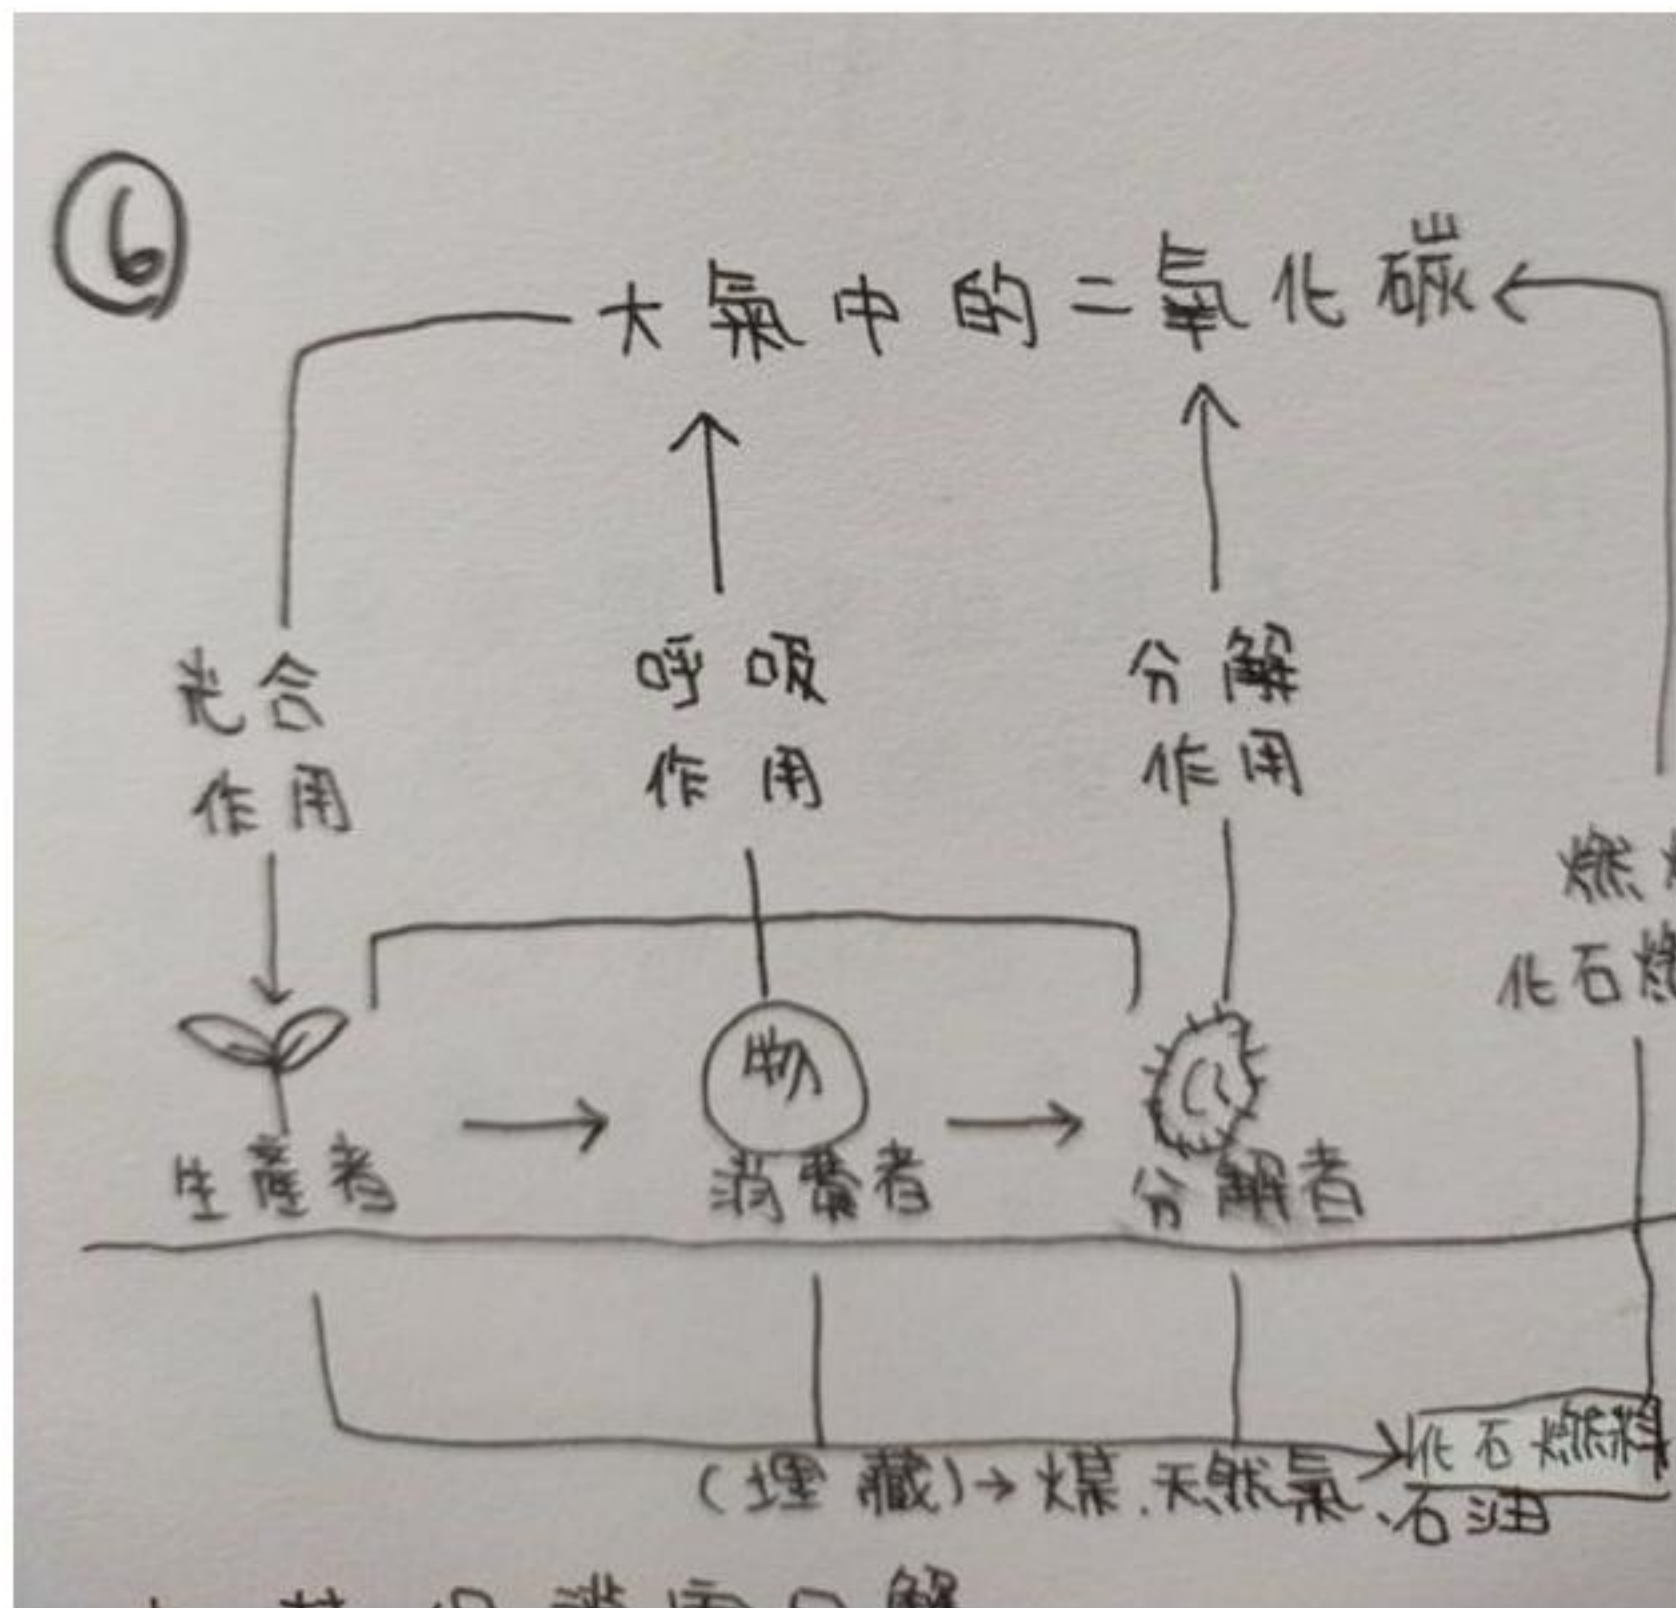 6
大氣中的二氧化碳
光合
作用
呼吸
作用
分解
作用
燃
化石燃
物
生產者
消費者
分解者
化石燃料
(埋藏)→煤.天然氣、石油